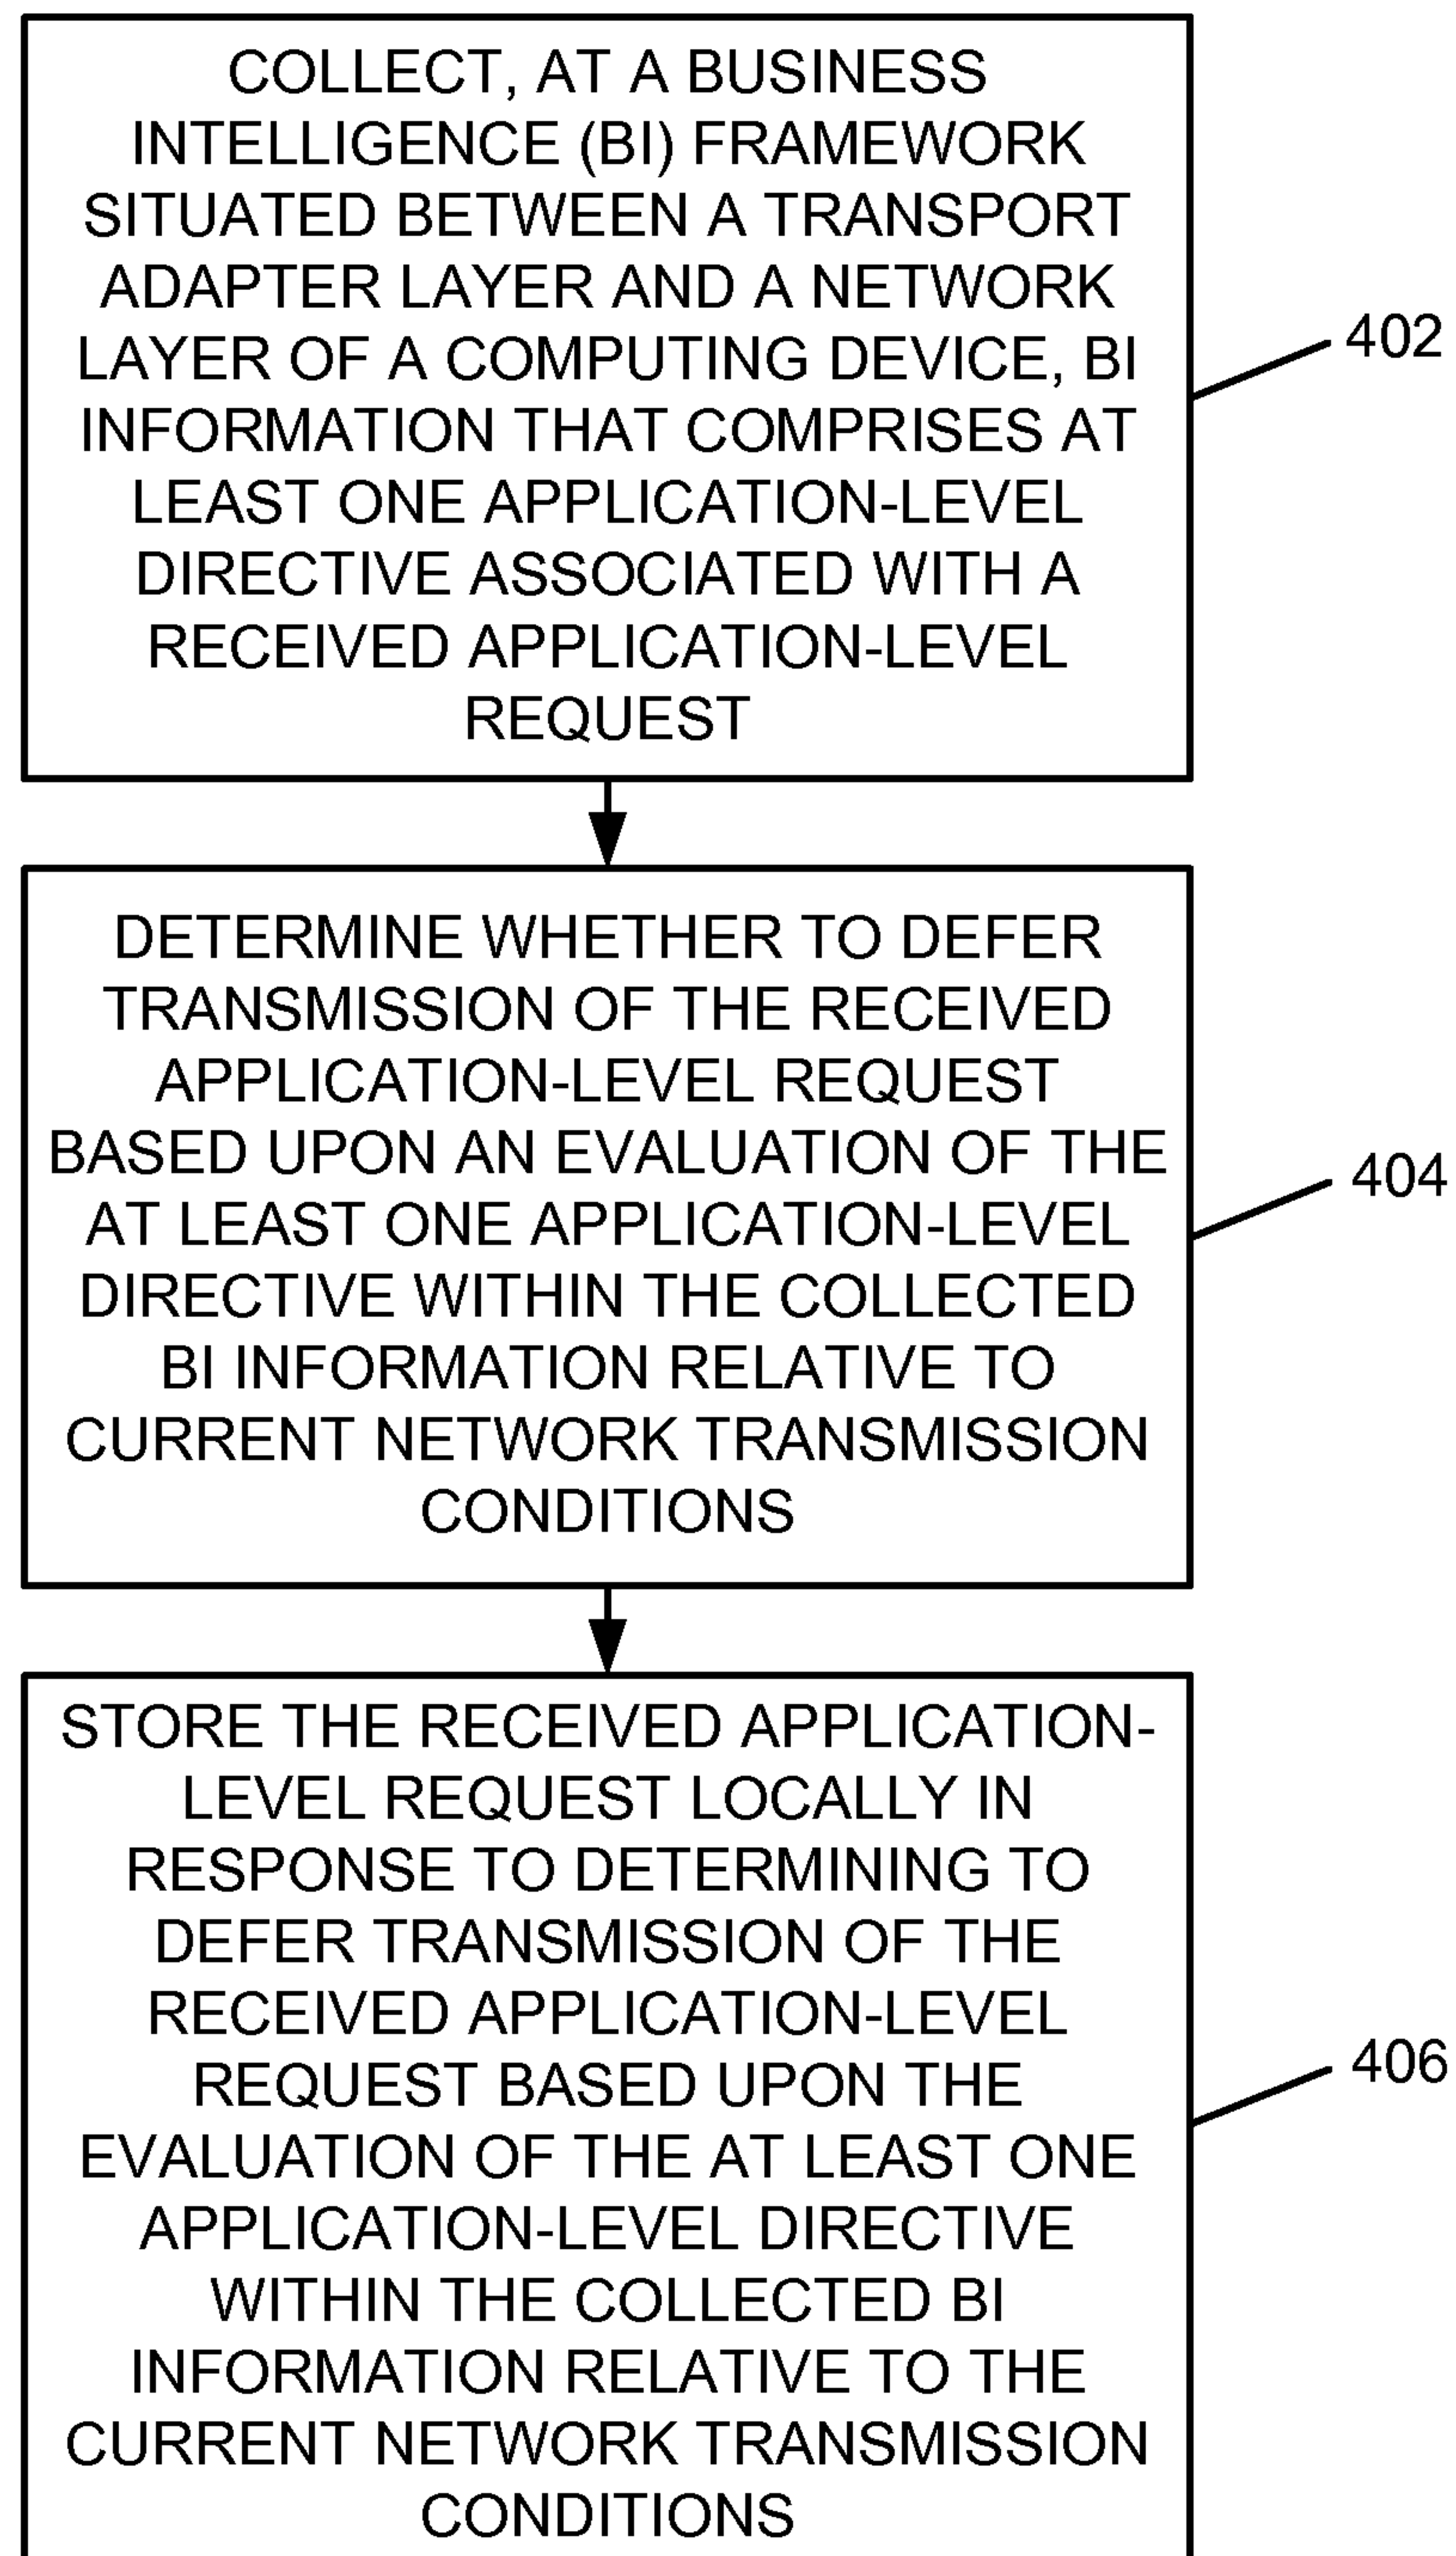 COLLECT, AT A BUSINESS
INTELLIGENCE (BI) FRAMEWORK
SITUATED BETWEEN A TRANSPORT
ADAPTER LAYER AND A NETWORK
LAYER OF A COMPUTING DEVICE, BI
INFORMATION THAT COMPRISES AT
LEAST ONE APPLICATION-LEVEL
DIRECTIVE ASSOCIATED WITH A
RECEIVED APPLICATION-LEVEL
REQUEST
402
DETERMINE WHETHER TO DEFER
TRANSMISSION OF THE RECEIVED
APPLICATION-LEVEL REQUEST
BASED UPON AN EVALUATION OF THE
AT LEAST ONE APPLICATION-LEVEL
DIRECTIVE WITHIN THE COLLECTED
BI INFORMATION RELATIVE TO
CURRENT NETWORK TRANSMISSION
CONDITIONS
404
STORE THE RECEIVED APPLICATION-
LEVEL REQUEST LOCALLY IN
RESPONSE TO DETERMINING TO
DEFER TRANSMISSION OF THE
RECEIVED APPLICATION-LEVEL
REQUEST BASED UPON THE
EVALUATION OF THE AT LEAST ONE
APPLICATION-LEVEL DIRECTIVE
WITHIN THE COLLECTED BI
INFORMATION RELATIVE TO THE
CURRENT NETWORK TRANSMISSION
CONDITIONS
406